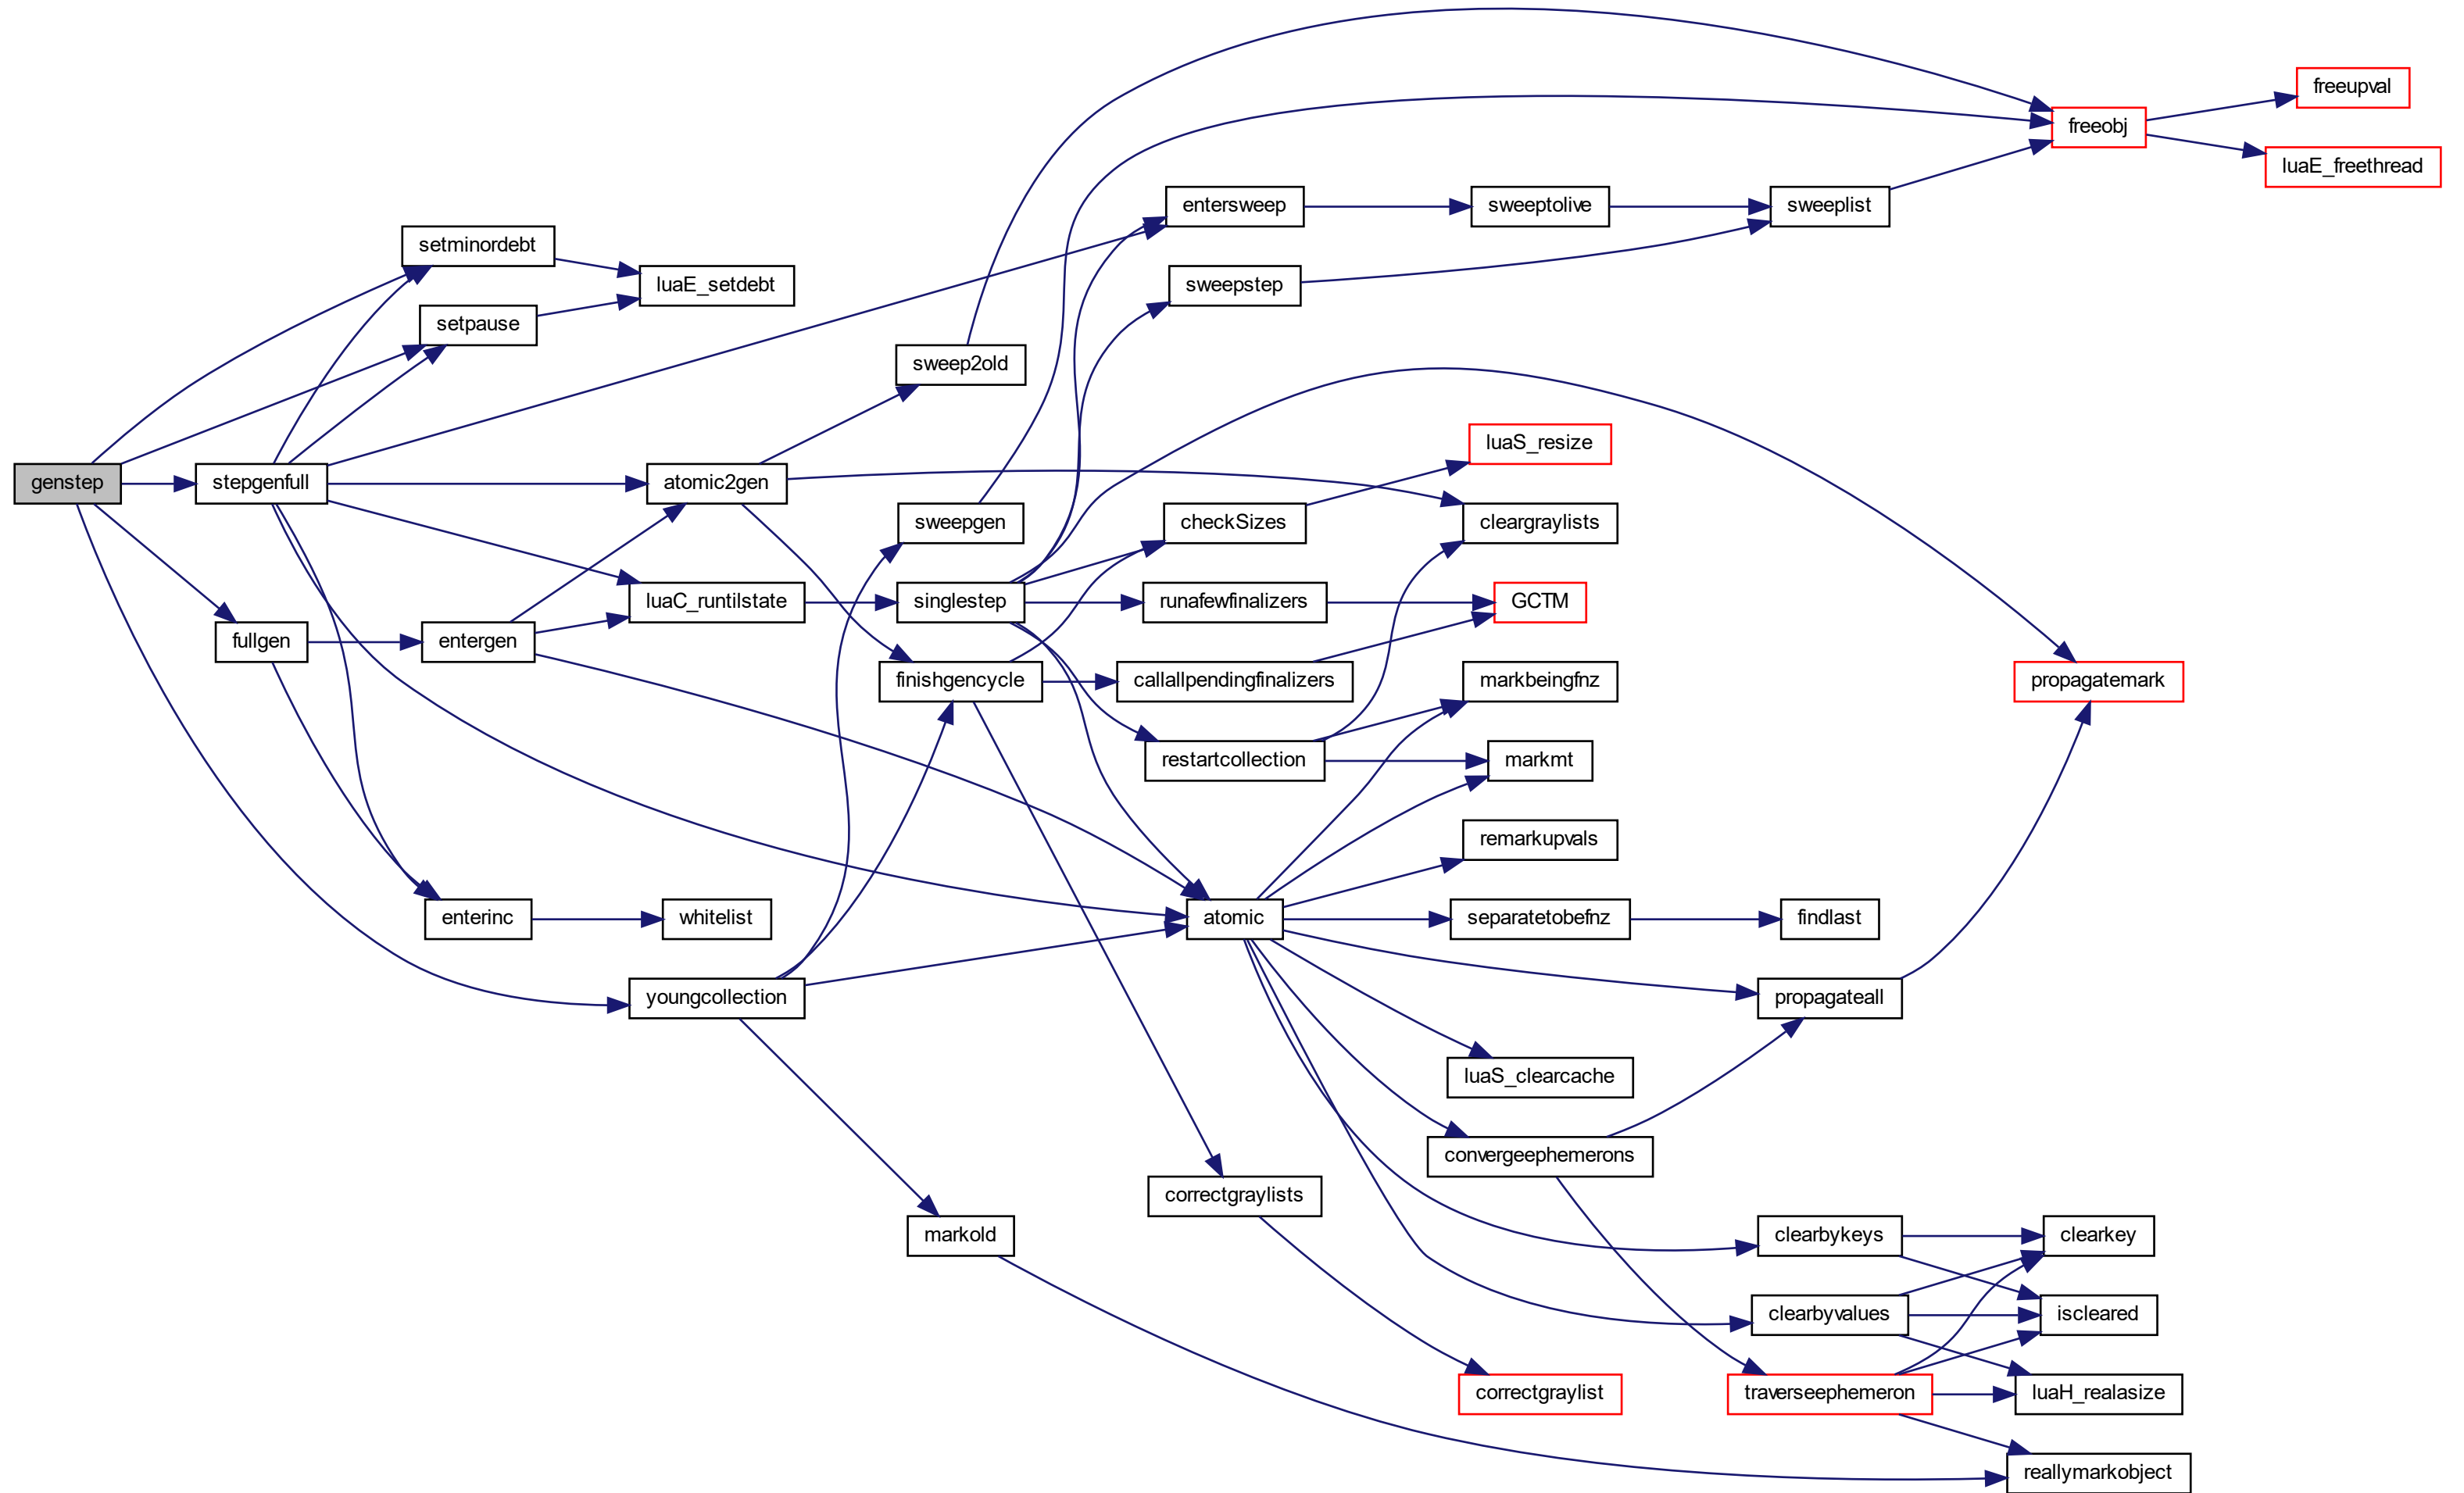 freeupval
freeobj
luaE_freethread
entersweep
sweeptolive
sweeplist
setminordebt
luaE_setdebt
sweepstep
setpause
sweep2old
luaS_resize
genstep
stepgenfull
atomic2gen
sweepgen
checkSizes
cleargraylists
luaC_runtilstate
singlestep
runafewfinalizers
GCTM
fullgen
entergen
finishgencycle
callallpendingfinalizers
markbeingfnz
propagatemark
restartcollection
markmt
remarkupvals
enterinc
whitelist
atomic
separatetobefnz
findlast
youngcollection
propagateall
luaS_clearcache
convergeephemerons
correctgraylists
markold
clearbykeys
clearkey
clearbyvalues
iscleared
correctgraylist
traverseephemeron
luaH_realasize
reallymarkobject